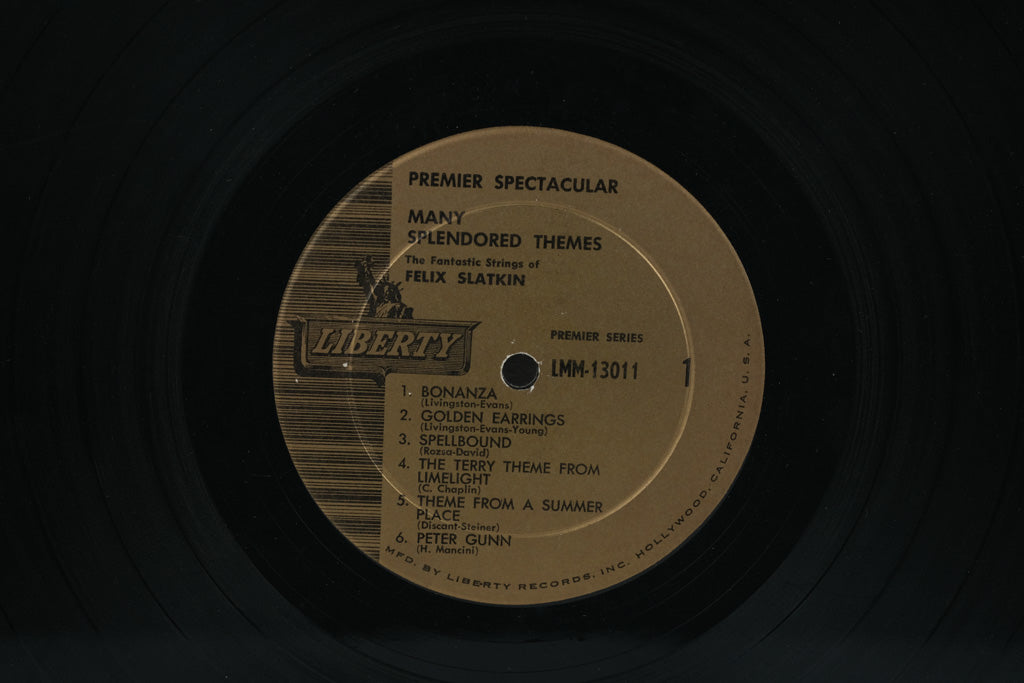 PREMIER SPECTACULAR
MANY
SPLENDORED THEMES
The Fantastic Strings of
FELIX SLATKIN
LIBERTY
PREMIER SERIES
LMM-13011 1
1. BONANZA
(Livingston-Evans)
2. GOLDEN EARRINGS
(Livingston-Evans-Young)
3. SPELLBOUND
(Rozsa-David)
4. THE TERRY THEME FROM
LIMELIGHT
(C. Chaplin)
5. THEME FROM A SUMMER
PLACE
(Discant-Steiner)
6. PETER GUNN
(H. Mancini)
MFD. BY LIBERTY RECORDS, INC. HOLLYWOOD, CALIFORNIA, U. S. A.